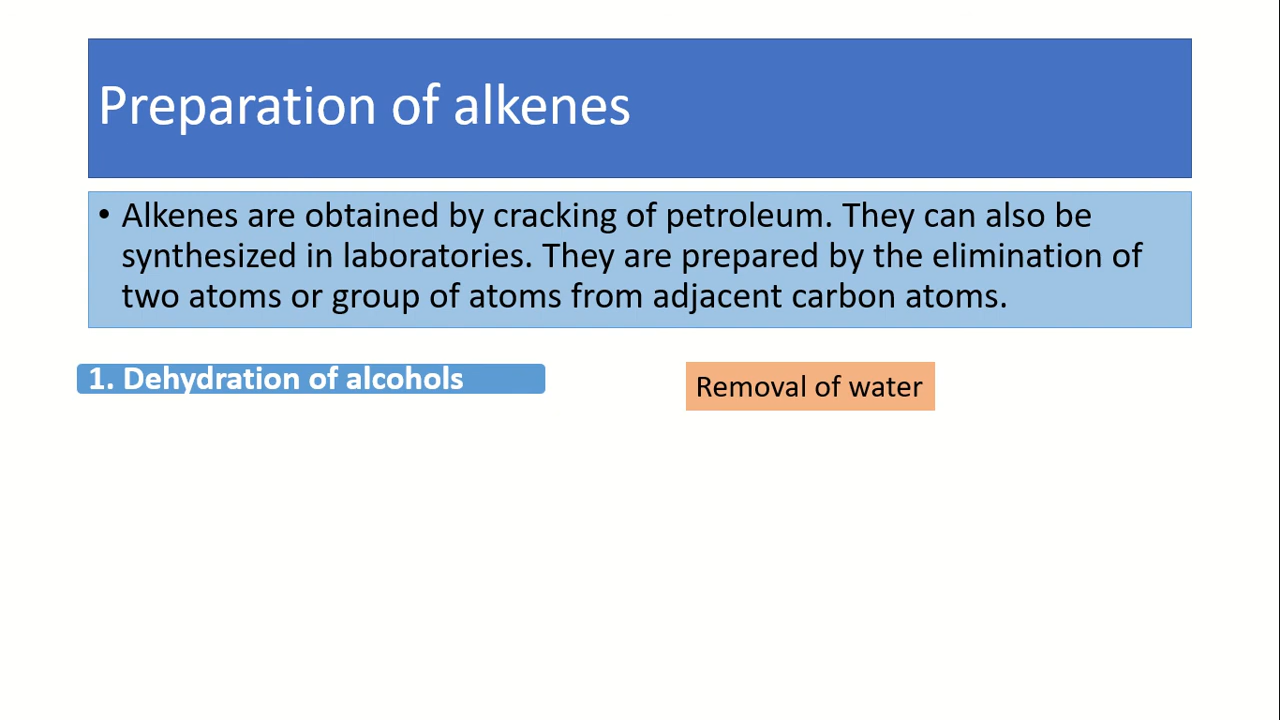 Preparation of alkenes
• Alkenes are obtained by cracking of petroleum. They can also be
synthesized in laboratories. They are prepared by the elimination of
two atoms or group of atoms from adjacent carbon atoms.
1. Dehydration of alcohols
Removal of water